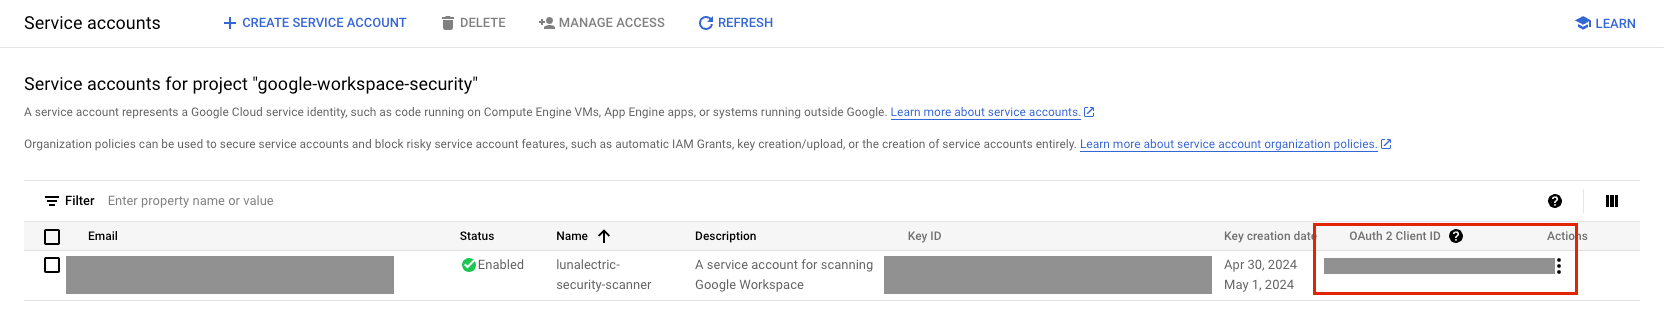 Service accounts
CREATE SERVICE ACCOUNT
DELETE
MANAGE ACCESS
REFRESH
LEARN
Service accounts for project "google-workspace-security"
A service account represents a Google Cloud service identity, such as code running on Compute Engine VMs, App Engine apps, or systems running outside Google. Learn more about service accounts.
Organization policies can be used to secure service accounts and block risky service account features, such as automatic IAM Grants, key creation/upload, or the creation of service accounts entirely. Learn more about service account organization policies.
Filter Enter property name or value
Email Status Name Description Key ID Key creation date OAuth 2 Client ID Actions
Enabled lunalectric- A service account for scanning Apr 30, 2024
security-scanner Google Workspace May 1, 2024